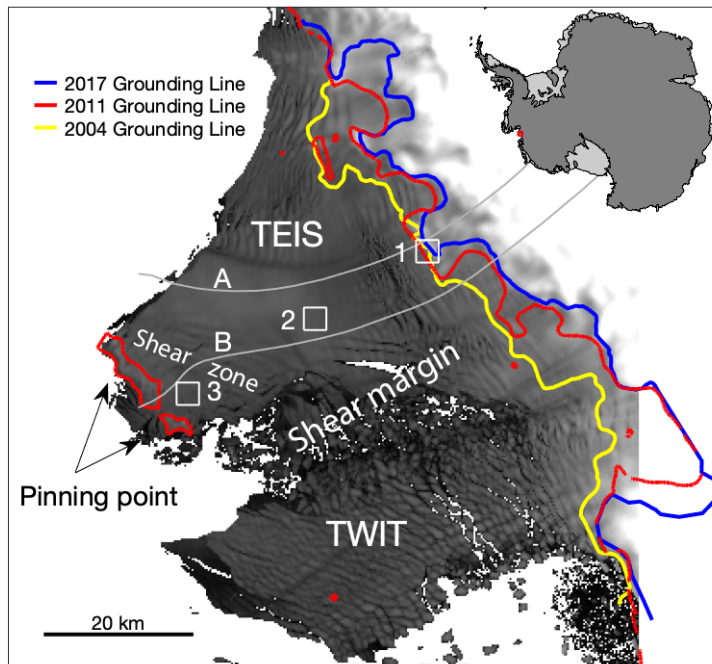 2017 Grounding Line
2011 Grounding Line
2004 Grounding Line
TEIS
1
A
2
B
Shear
zone
3
Shear margin
Pinning point
TWIT
20 km